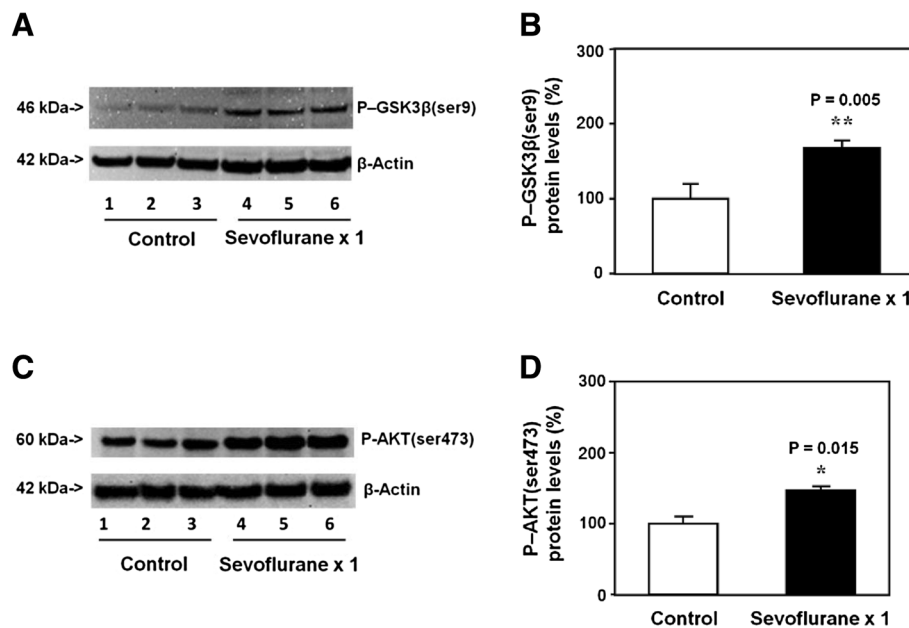 A
46 kDa-> P–GSK3β(ser9)
42 kDa-> β-Actin
1 2 3 4 5 6
Control Sevoflurane x 1
B
P–GSK3β(ser9)
protein levels (%)
300
200
100
0
P = 0.005
**
Control Sevoflurane x 1
C
60 kDa-> P-AKT(ser473)
42 kDa-> β-Actin
1 2 3 4 5 6
Control Sevoflurane x 1
D
P–AKT(ser473)
protein levels (%)
300
200
100
0
P = 0.015
*
Control Sevoflurane x 1